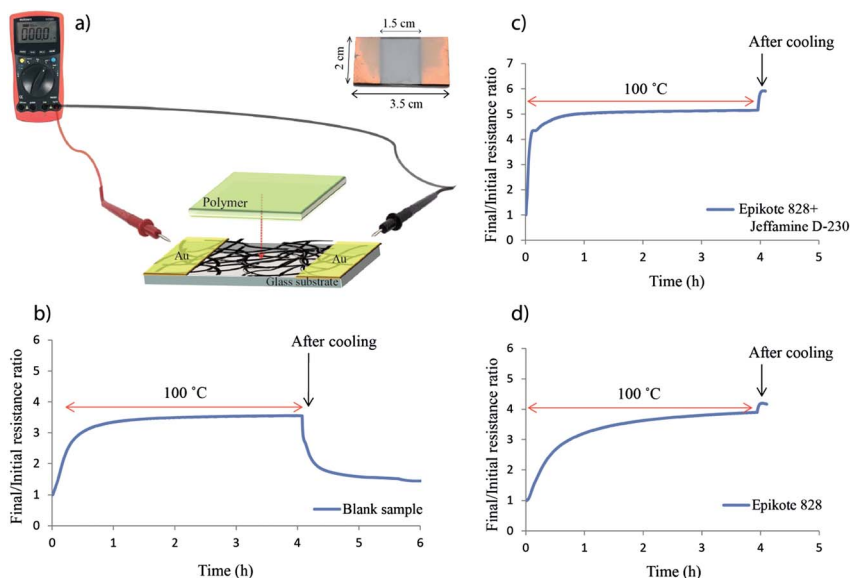 a)
000.0
1.5 cm
2 cm
3.5 cm
Polymer
Au
Au
Glass substrate
b)
Final/Initial resistance ratio
6
5
4
3
2
1
0
0
1
2
3
4
5
6
Time (h)
After cooling
100 ˚C
Blank sample
c)
Final/Initial resistance ratio
7
6
5
4
3
2
1
0
0
1
2
3
4
5
Time (h)
After cooling
100 ˚C
Epikote 828+
Jeffamine D-230
d)
Final/Initial resistance ratio
6
5
4
3
2
1
0
0
1
2
3
4
5
Time (h)
After cooling
100 ˚C
Epikote 828